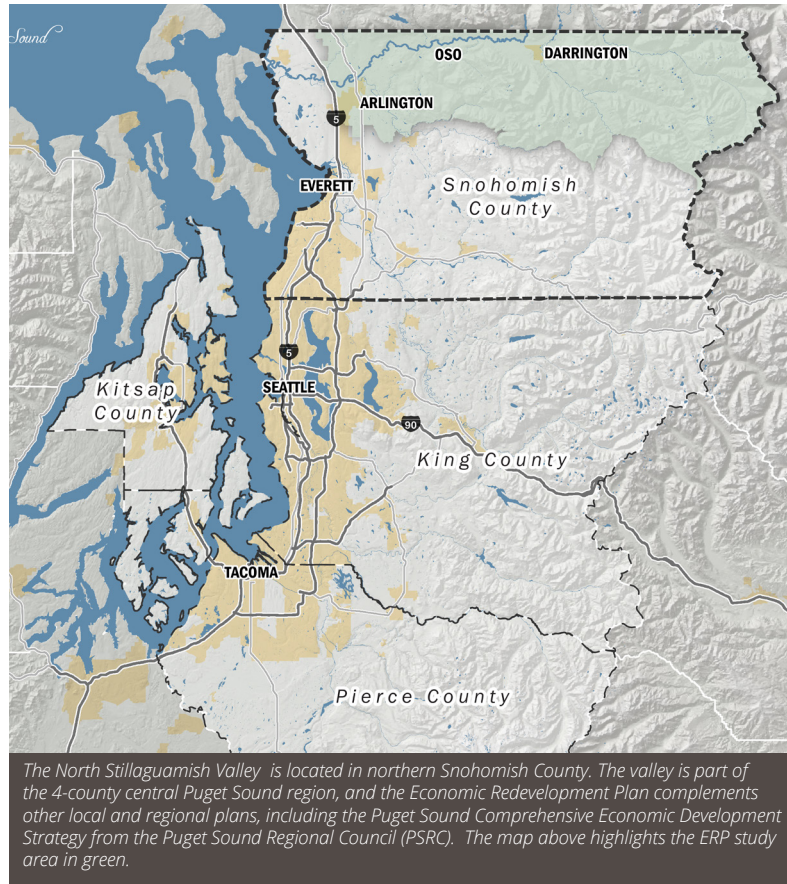 Sound
OSO
DARRINGTON
ARLINGTON
5
EVERETT
Snohomish
County
5
SEATTLE
Kitsap
County
90
King County
TACOMA
Pierce County
The North Stillaguamish Valley is located in northern Snohomish County. The valley is part of
the 4-county central Puget Sound region, and the Economic Redevelopment Plan complements
other local and regional plans, including the Puget Sound Comprehensive Economic Development
Strategy from the Puget Sound Regional Council (PSRC). The map above highlights the ERP study
area in green.